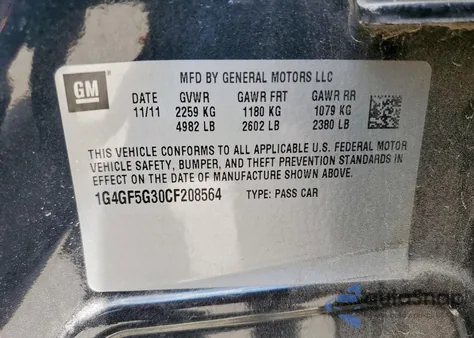 GM
MFD BY GENERAL MOTORS LLC
11/11 GVWR GAWR FRT GAWR RR
2259 KG 1180 KG 1079 KG
4982 LB 2602 LB 2380 LB
THIS VEHICLE CONFORMS TO ALL APPLICABLE U.S. FEDERAL MOTOR
VEHICLE SAFETY, BUMPER, AND THEFT PREVENTION STANDARDS IN
EFFECT ON THE DATE OF MANUFACTURE SHOWN ABOVE.
1G4GF5G30CF208564 TYPE: PASS CAR
AutoSnap